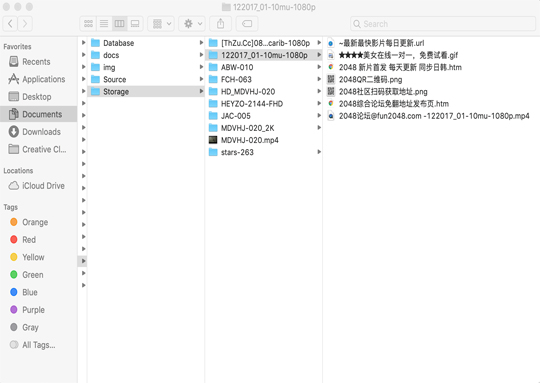 122017_01-10mu-1080p
Search
Favorites
Recents
Applications
Desktop
Documents
Downloads
Creative Cl...
Locations
iCloud Drive
Tags
Orange
Red
Yellow
Green
Blue
Purple
Gray
All Tags...
Database
docs
img
Source
Storage
[ThZu.Cc]08...carib-1080p
122017_01-10mu-1080p
ABW-010
FCH-063
HD_MDVHJ-020
HEYZO-2144-FHD
JAC-005
MDVHJ-020_2K
MDVHJ-020.mp4
stars-263
~最新最快影片每日更新.url
★★★★美女在线一对一，免费试看.gif
2048 新片首发 每天更新 同步日韩.htm
2048QR二维码.png
2048社区扫码获取地址.png
2048综合论坛免翻地址发布页.htm
2048论坛@fun2048.com -122017_01-10mu-1080p.mp4